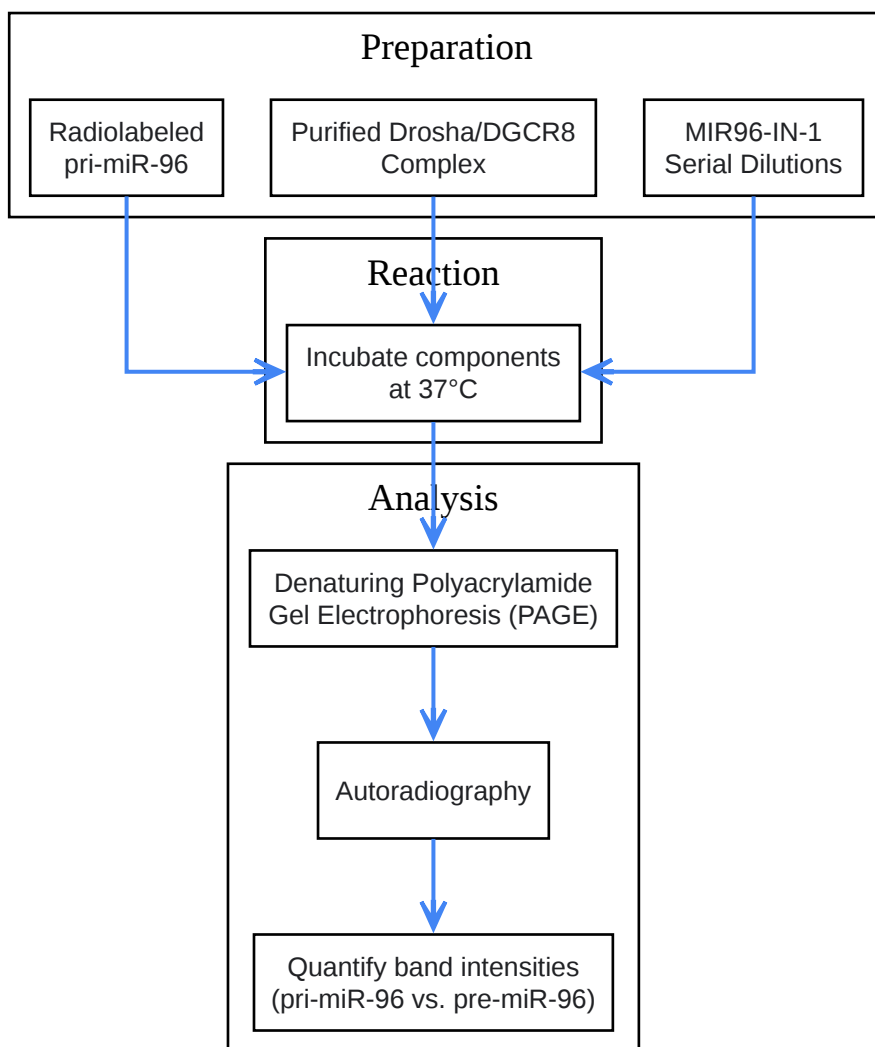 Preparation
Radiolabeled
pri-miR-96
Purified Drosha/DGCR8
Complex
MIR96-IN-1
Serial Dilutions
Reaction
Incubate components
at 37°C
Analysis
Denaturing Polyacrylamide
Gel Electrophoresis (PAGE)
Autoradiography
Quantify band intensities
(pri-miR-96 vs. pre-miR-96)